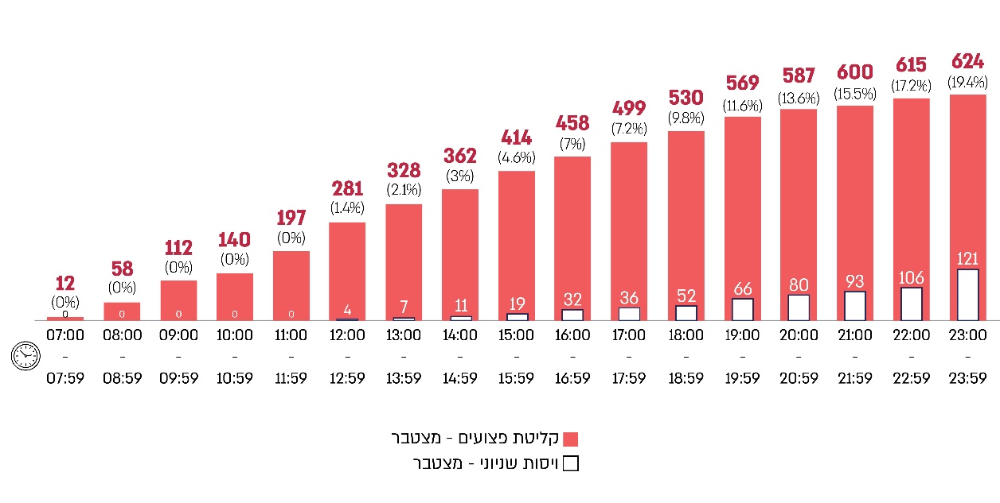 12 58 112 140 197 281 328 362 414 458 499 530 569 587 600 615 624
(0%) (0%) (0%) (0%) (0%) (1.4%) (2.1%) (3%) (4.6%) (7%) (7.2%) (9.8%) (11.6%) (13.6%) (15.5%) (17.2%) (19.4%)
0 0 0 0 0 4 7 11 19 32 36 52 66 80 93 106 121
07:00 08:00 09:00 10:00 11:00 12:00 13:00 14:00 15:00 16:00 17:00 18:00 19:00 20:00 21:00 22:00 23:00
- - - - - - - - - - - - - - - - -
07:59 08:59 09:59 10:59 11:59 12:59 13:59 14:59 15:59 16:59 17:59 18:59 19:59 20:59 21:59 22:59 23:59
קליטת פצועים - מצטבר
ויסות שניוני - מצטבר